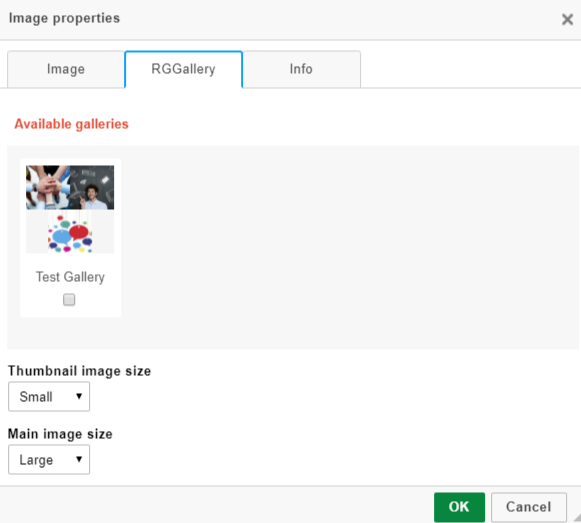 Image properties
Image
RGGallery
Info
Available galleries
Test Gallery
Thumbnail image size
Small
Main image size
Large
OK
Cancel